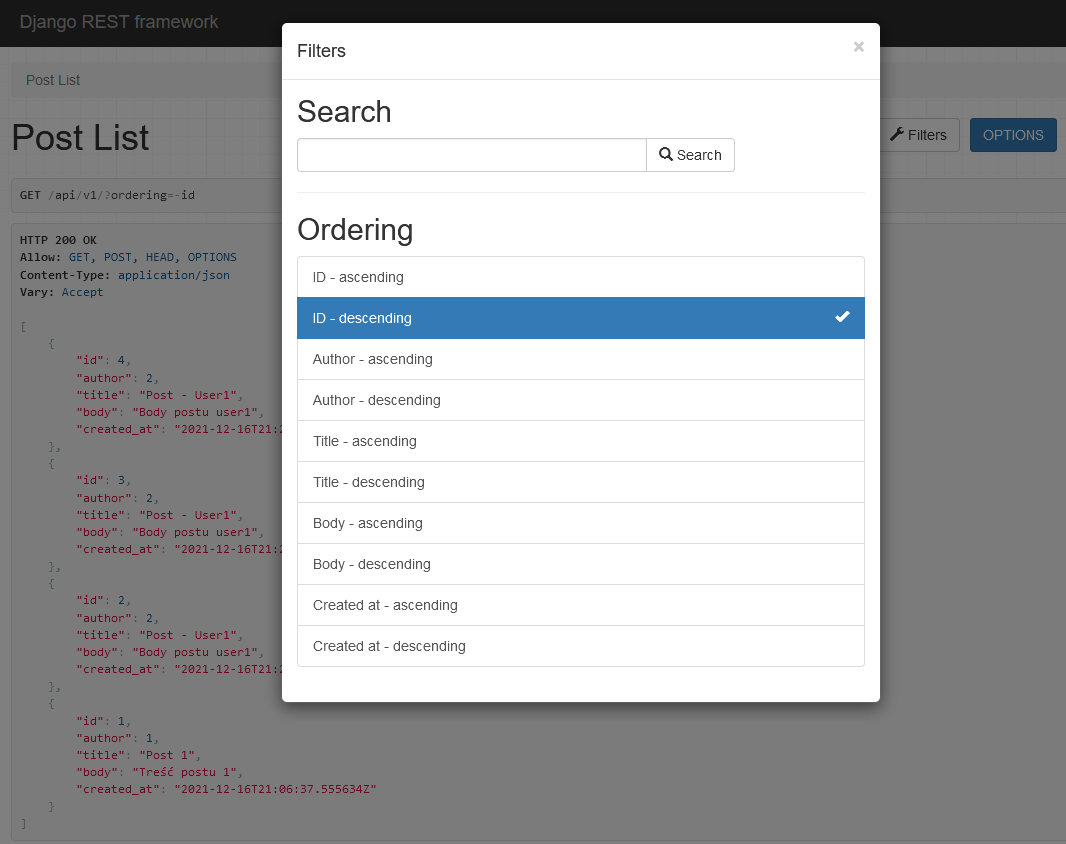 Django REST framework
Filters
×
Post List
Search
Post List
Filters
OPTIONS
Search
GET /api/v1/?ordering=-id
Ordering
HTTP 200 OK
Allow: GET, POST, HEAD, OPTIONS
Content-Type: application/json
Vary: Accept
ID - ascending
ID - descending
Author - ascending
Author - descending
Title - ascending
Title - descending
Body - ascending
Body - descending
Created at - ascending
Created at - descending
[
{
"id": 4,
"author": 2,
"title": "Post - User1",
"body": "Body postu user1",
"created_at": "2021-12-16T21:2
},
{
"id": 3,
"author": 2,
"title": "Post - User1",
"body": "Body postu user1",
"created_at": "2021-12-16T21:2
},
{
"id": 2,
"author": 2,
"title": "Post - User1",
"body": "Body postu user1",
"created_at": "2021-12-16T21:2
},
{
"id": 1,
"author": 1,
"title": "Post 1",
"body": "Treść postu 1",
"created_at": "2021-12-16T21:06:37.555634Z"
}
]